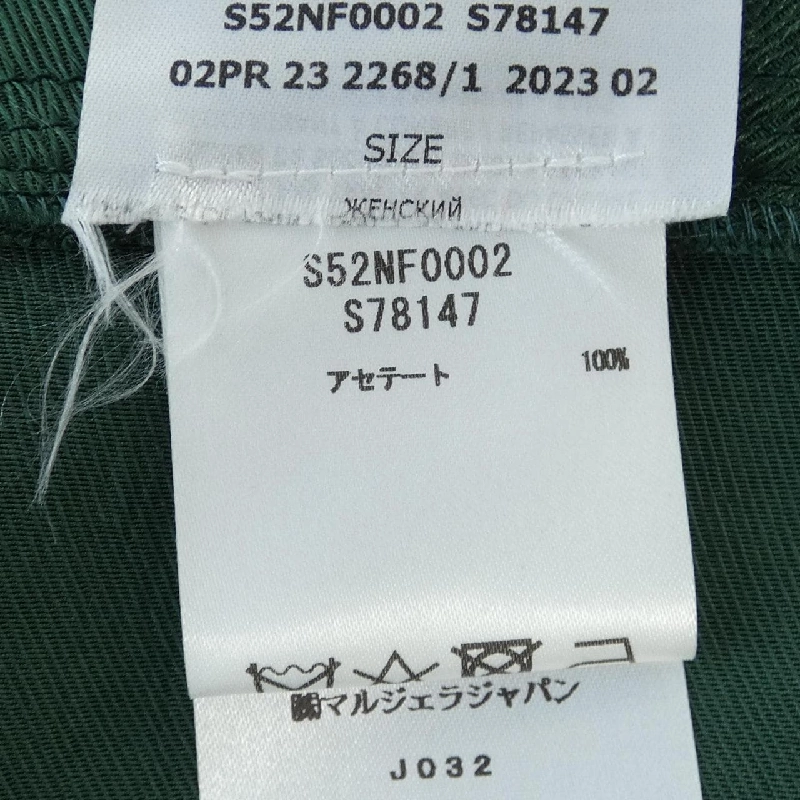 S52NF0002 S78147
02PR 23 2268/1 2023 02
SIZE
ЖЕНСКИЙ
S52NF0002
S78147
アセテート 100%
㈱マルジェラジャパン
J032